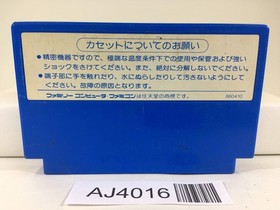 カセットについてのお願い
●精密機器ですので、極端な温度条件下での使用や保管および強い
ショックをさけてください。また、絶対に分解しないでください。
●端子部に手を触れたり、水にぬらしたりして汚さないようにして
ください。故障の原因となります。
ファミリー コンピュータ・ファミコンは任天堂の商標です。
AJ4016